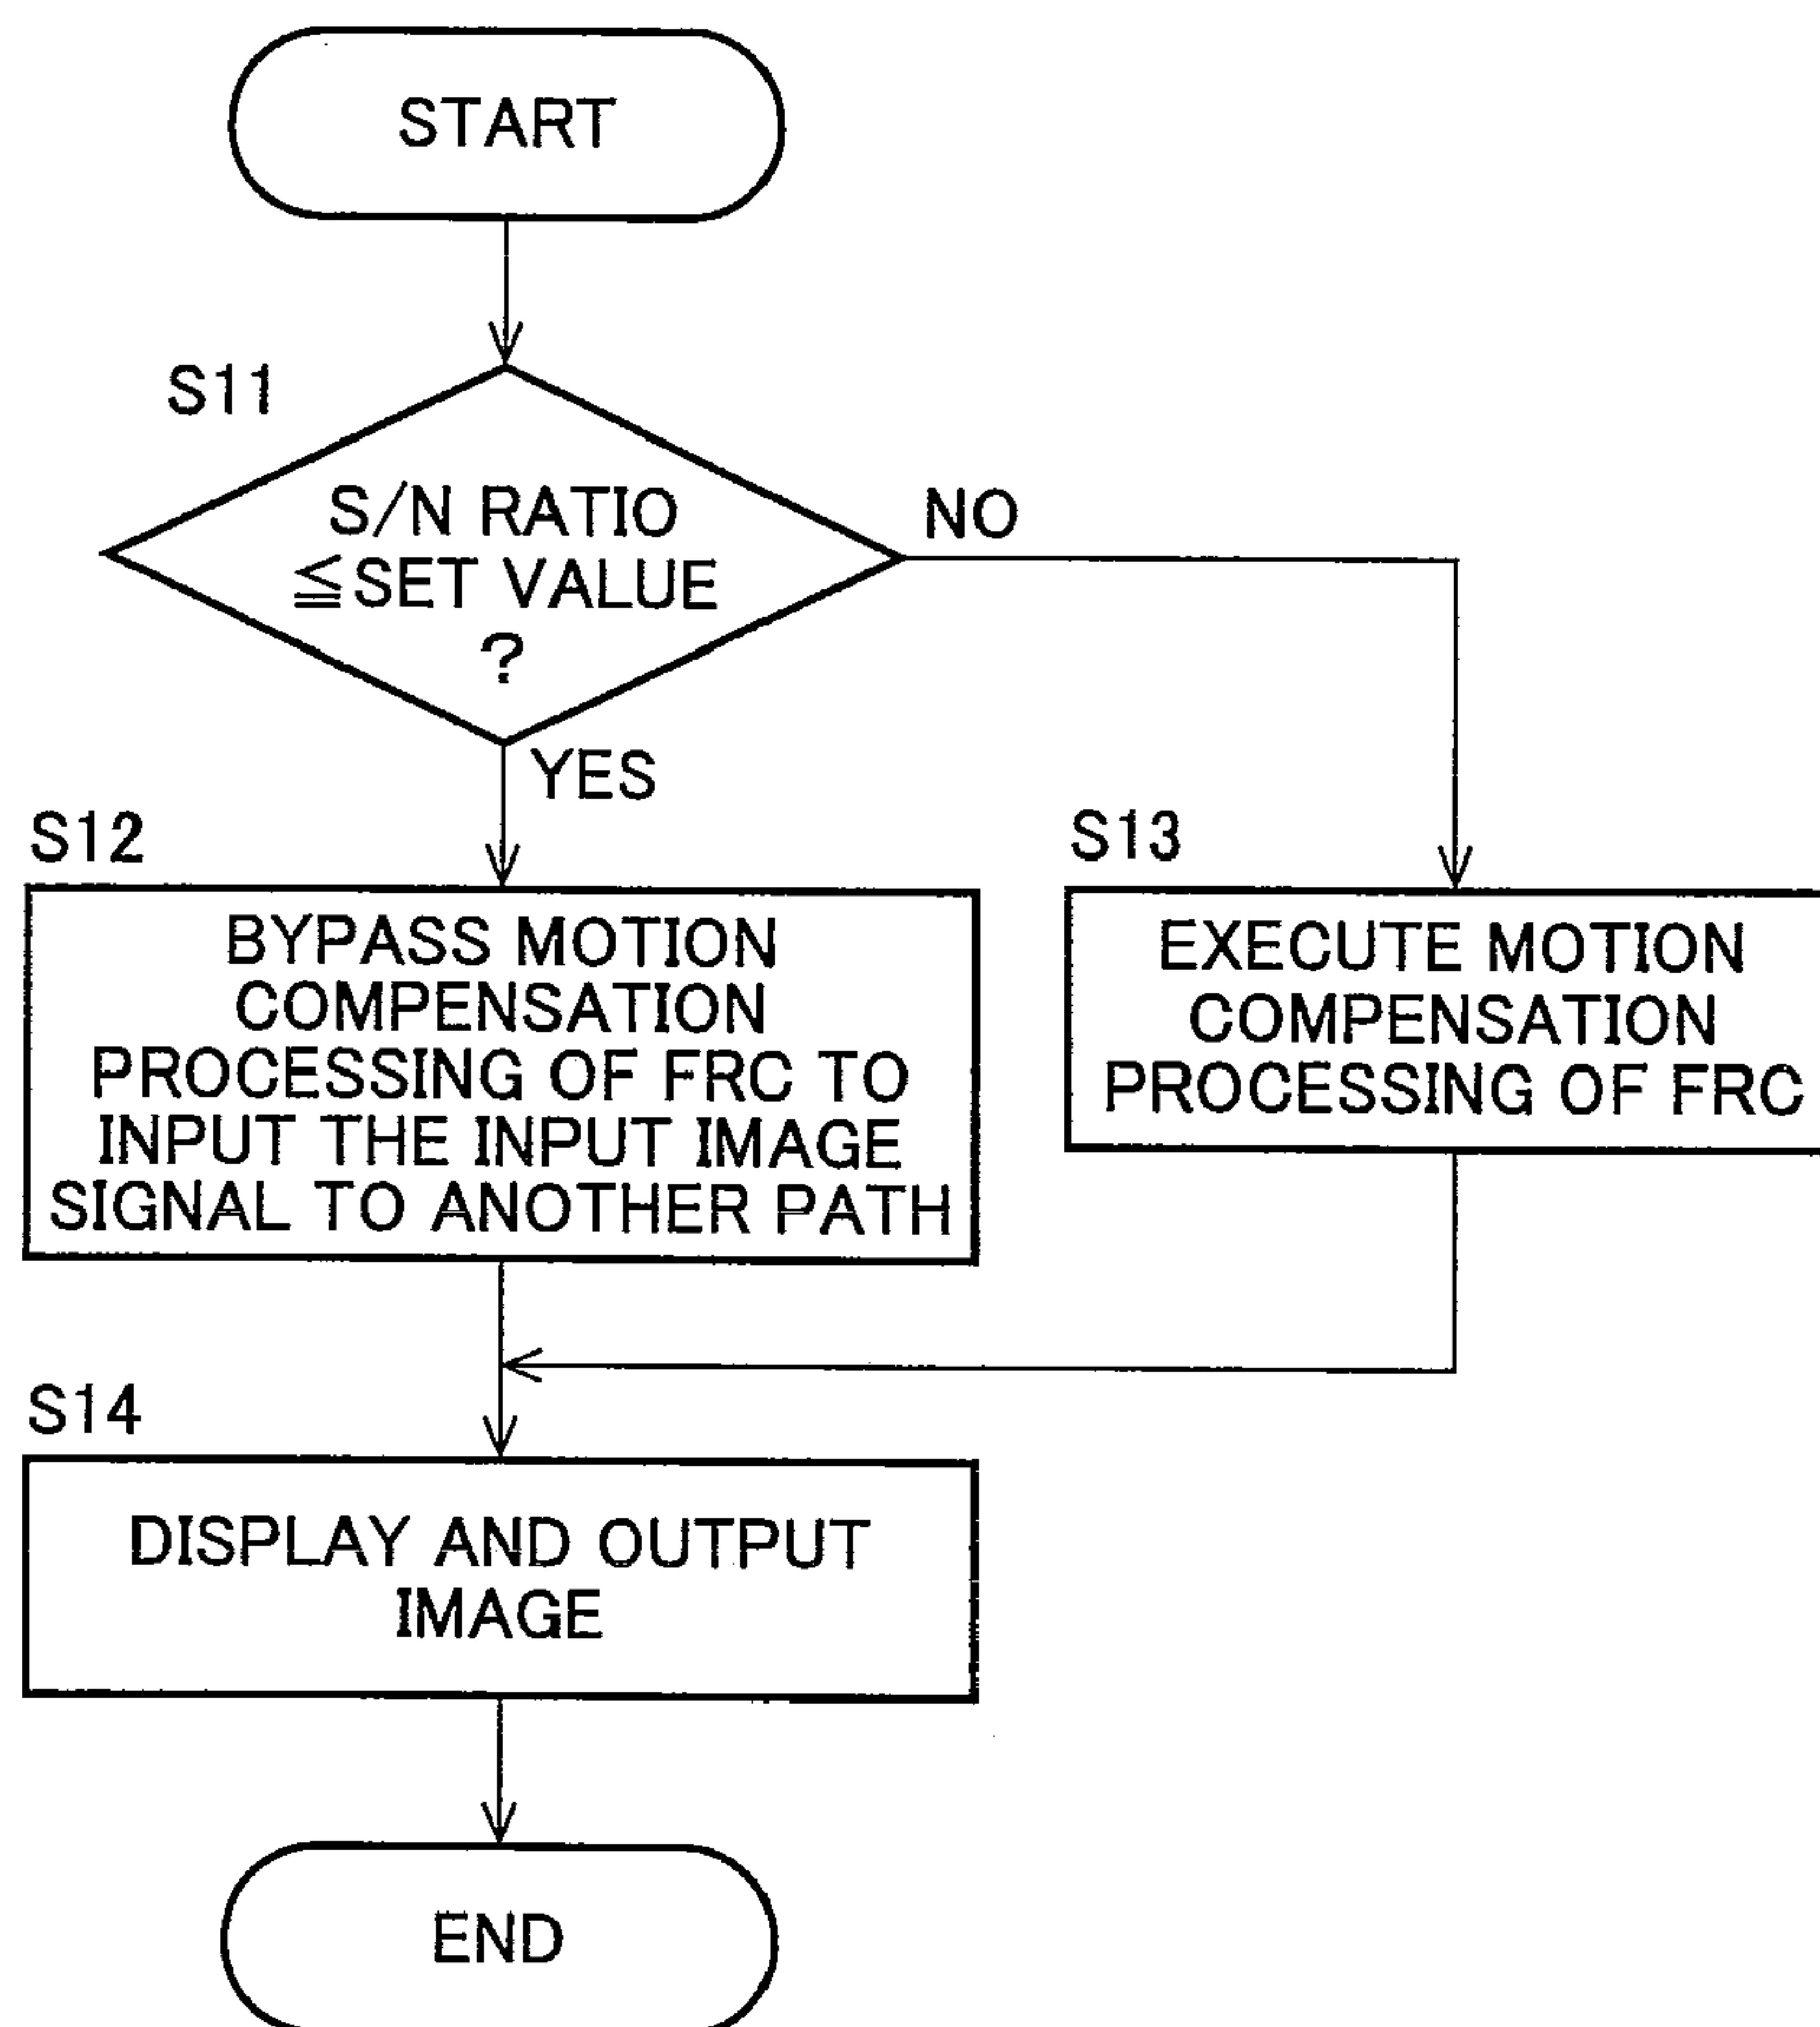 START
S11
S/N RATIO
≦SET VALUE
?
NO
YES
S12
BYPASS MOTION
COMPENSATION
PROCESSING OF FRC TO
INPUT THE INPUT IMAGE
SIGNAL TO ANOTHER PATH
S13
EXECUTE MOTION
COMPENSATION
PROCESSING OF FRC
S14
DISPLAY AND OUTPUT
IMAGE
END